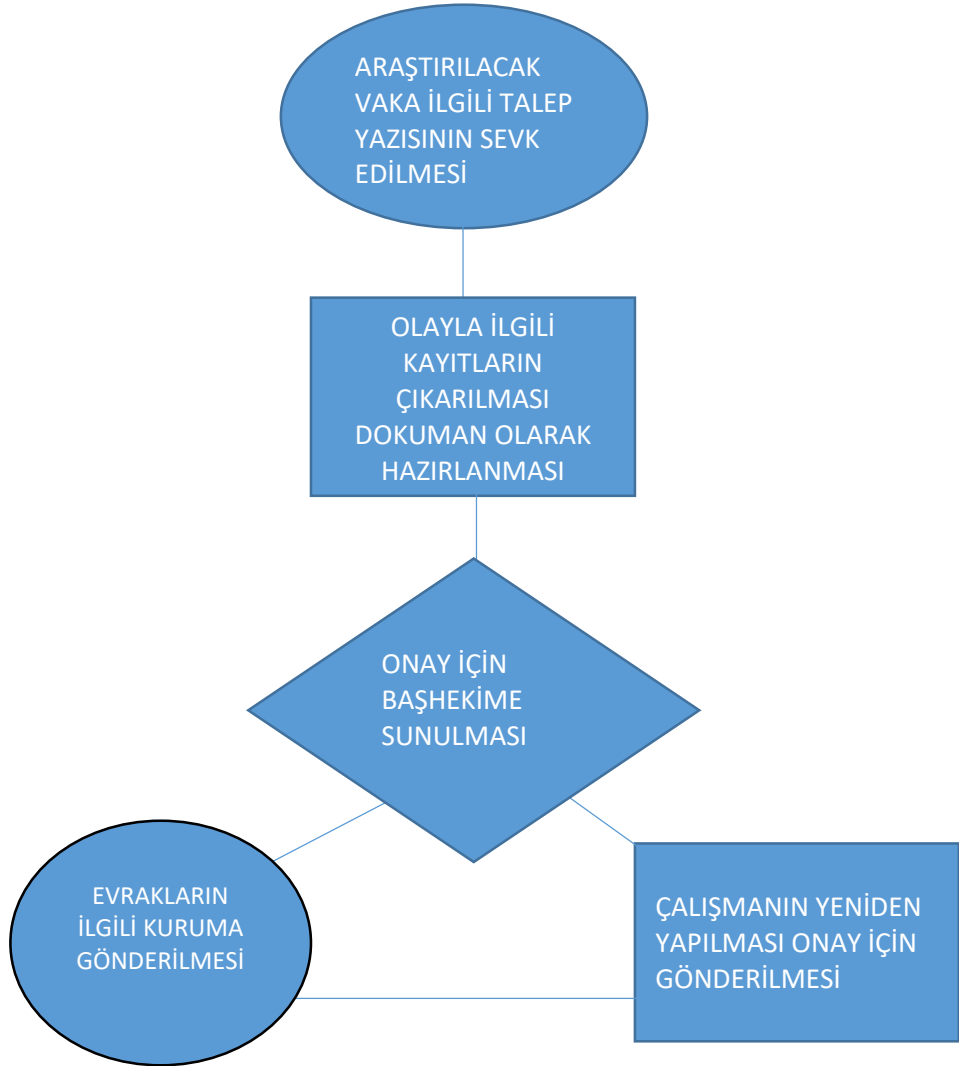 ARAŞTIRILACAK
VAKA İLGİLİ TALEP
YAZISININ SEVK
EDİLMESİ
OLAYLA İLGİLİ
KAYITLARIN
ÇIKARILMASI
DOKUMAN OLARAK
HAZIRLANMASI
ONAY İÇİN
BAŞHEKİME
SUNULMASI
EVRAKLARIN
İLGİLİ KURUMA
GÖNDERİLMESİ
ÇALIŞMANIN YENİDEN
YAPILMASI ONAY İÇİN
GÖNDERİLMESİ